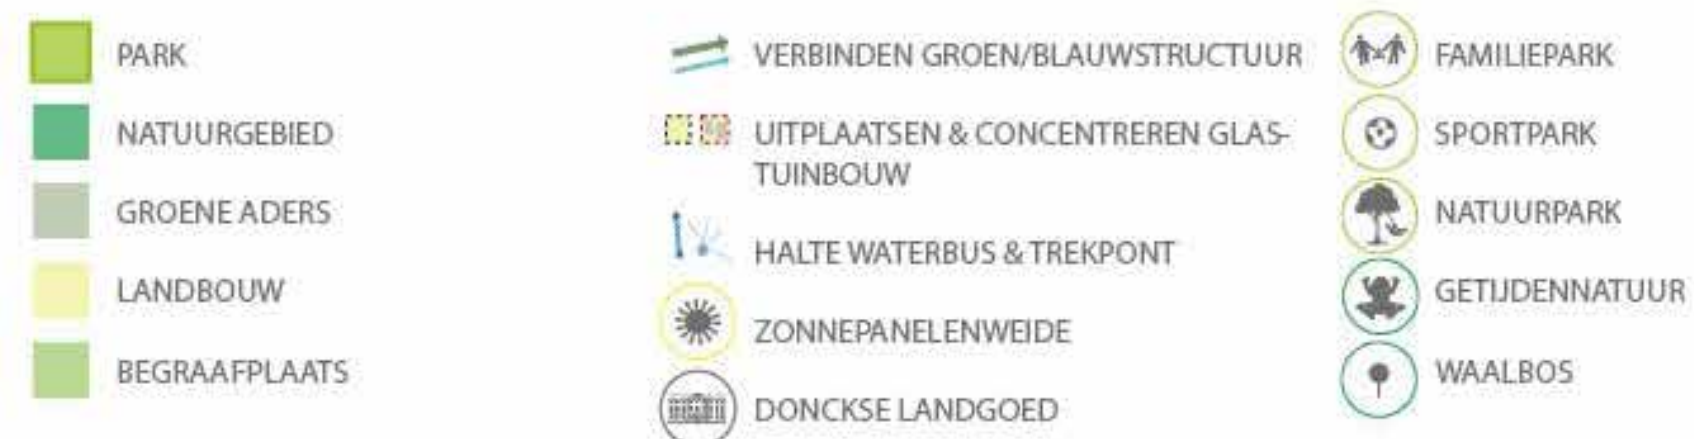 PARK
NATUURGEBIED
GROENE ADERS
LANDBOUW
BEGRAAFPLAATS
VERBINDEN GROEN/BLAUWSTRUCTUUR
UITPLAATSEN & CONCENTREREN GLAS-
TUINBOUW
HALTE WATERBUS & TREKPONT
ZONNEPANELENWEIDE
DONCKSE LANDGOED
FAMILIEPARK
SPORTPARK
NATUURPARK
GETIJDENNATUUR
WAALBOS